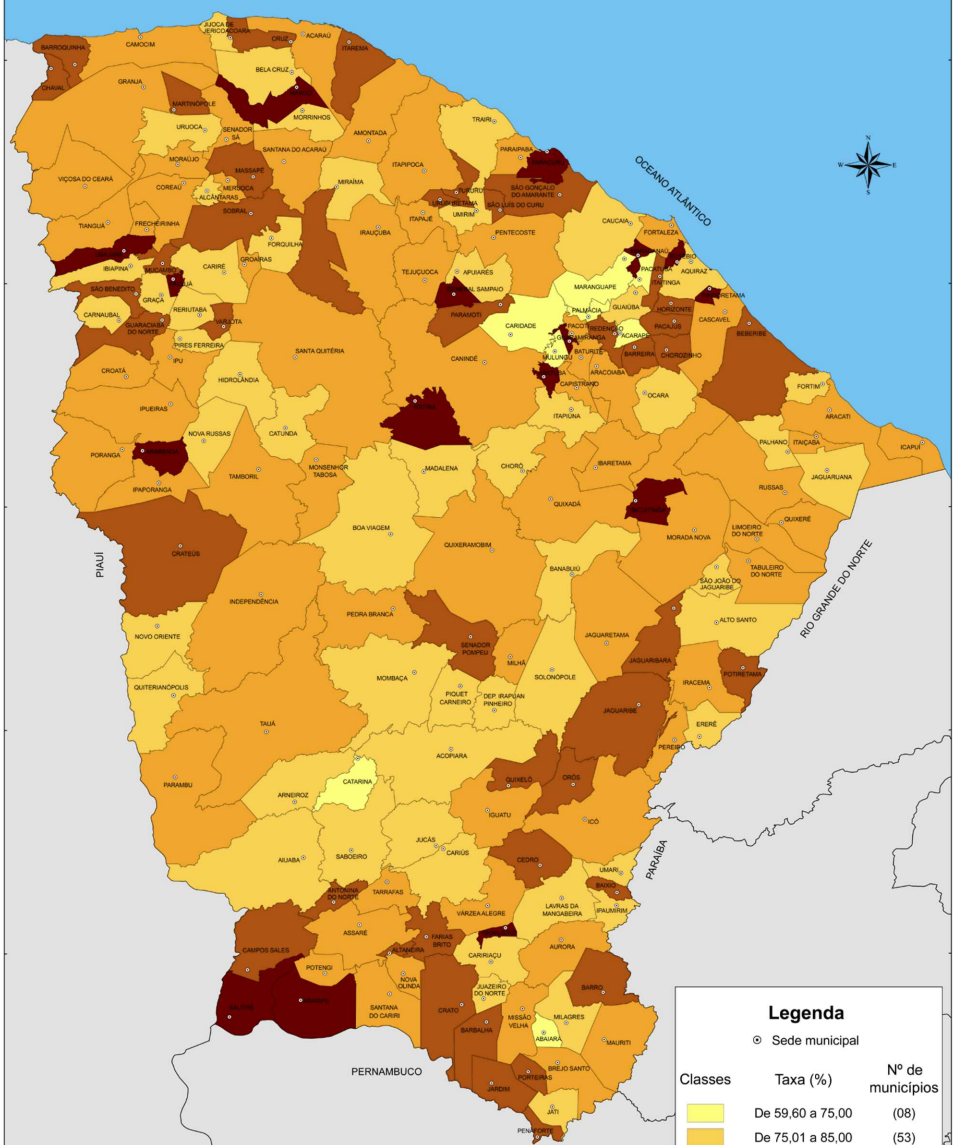 JIJOCA DE
JERICOACOARA
CRUZ
ACARAÚ
ITAREMA
CAMOCIM
BARROQUINHA
CHAVAL
BELA CRUZ
GRANJA
MARTINÓPOLE
MORRINHOS
TRAIRI
URUOCA
SENADOR
SÁ
AMONTADA
PARAIPABA
OCEANO ATLÂNTICO
N
W
E
S
MORAÚJO
SANTANA DO ACARAÚ
ITAPIPOCA
MASSAPÊ
VIÇOSA DO CEARÁ
COREAÚ
MERUOCA
ALCÂNTARAS
MIRAÍMA
TURURU
URUBURETAMA
SÃO GONÇALO
DO AMARANTE
SÃO LUIS DO CURU
UMIRIM
ITAPAJÉ
SOBRAL
TIANGUÁ
FRECHEIRINHA
IRAUÇUBA
PENTECOSTE
CAUCAIA
FORTALEZA
FORQUILHA
IBIAPINA
MUCAMBO
CARIRÉ
GROAÍRAS
TEJUÇUOCA
APUIARÉS
MARANGUAPE
PACATUBA
ITAITINGA
AQUIRAZ
SÃO BENEDITO
GRAÇA
PARAMOTI
GUAIÚBA
HORIZONTE
CARNAUBAL
RERIUTABA
GUARACIABA
DO NORTE
VARJOTA
CARIDADE
PALMÁCIA
PACOTI
REDENÇÃO
ACARAPE
PACAJUS
CASCAVEL
BEBERIBE
PIRES FERREIRA
IPU
SANTA QUITÉRIA
CANINDÉ
MULUNGU
BATURITÉ
BARREIRA
CHOROZINHO
CROATÁ
HIDROLÂNDIA
ARACOIABA
CAPISTRANO
OCARA
FORTIM
IPUEIRAS
CATUNDA
ITAPIÚNA
ARACATI
NOVA RUSSAS
PALHANO
ITAIÇABA
ICAPUÍ
PORANGA
MONSENHOR
TABOSA
MADALENA
CHORÓ
IBARETAMA
TAMBORIL
JAGUARUANA
IPAPORANGA
RUSSAS
QUIXADÁ
QUIXERÉ
BOA VIAGEM
MORADA NOVA
LIMOEIRO
DO NORTE
PIAUÍ
CRATEÚS
QUIXERAMOBIM
BANABUIÚ
TABULEIRO
DO NORTE
RIO GRANDE DO NORTE
SÃO JOÃO DO
JAGUARIBE
INDEPENDÊNCIA
PEDRA BRANCA
ALTO SANTO
NOVO ORIENTE
SENADOR
POMPEU
JAGUARETAMA
MILHÃ
JAGUARIBARA
POTIRETAMA
MOMBAÇA
SOLONÓPOLE
IRACEMA
QUITERIANÓPOLIS
PIQUET
CARNEIRO
DEP. IRAPUAN
PINHEIRO
JAGUARIBE
TAUÁ
ERERÉ
PEREIRO
ACOPIARA
PARAMBU
CATARINA
QUIXELÔ
ORÓS
ARNEIROZ
IGUATU
ICÓ
JUCÁS
CARIÚS
AIUABA
SABOEIRO
CEDRO
PARAÍBA
UMARI
ANTONINA
DO NORTE
TARRAFAS
BAIXIO
LAVRAS DA
MANGABEIRA
IPAUMIRIM
VÁRZEA ALEGRE
ASSARÉ
FARIAS
BRITO
CAMPOS SALES
ALTANEIRA
AURORA
CARIRIAÇU
POTENGI
NOVA
OLINDA
JUAZEIRO
DO NORTE
BARRO
SANTANA
DO CARIRI
CRATO
MISSÃO
VELHA
MILAGRES
BARBALHA
ABAIARA
MAURITI
PERNAMBUCO
BREJO SANTO
PORTEIRAS
JARDIM
JATI
PENAFORTE
Legenda
Sede municipal
Classes Taxa (%) Nº de
municípios
De 59,60 a 75,00 (08)
De 75,01 a 85,00 (53)